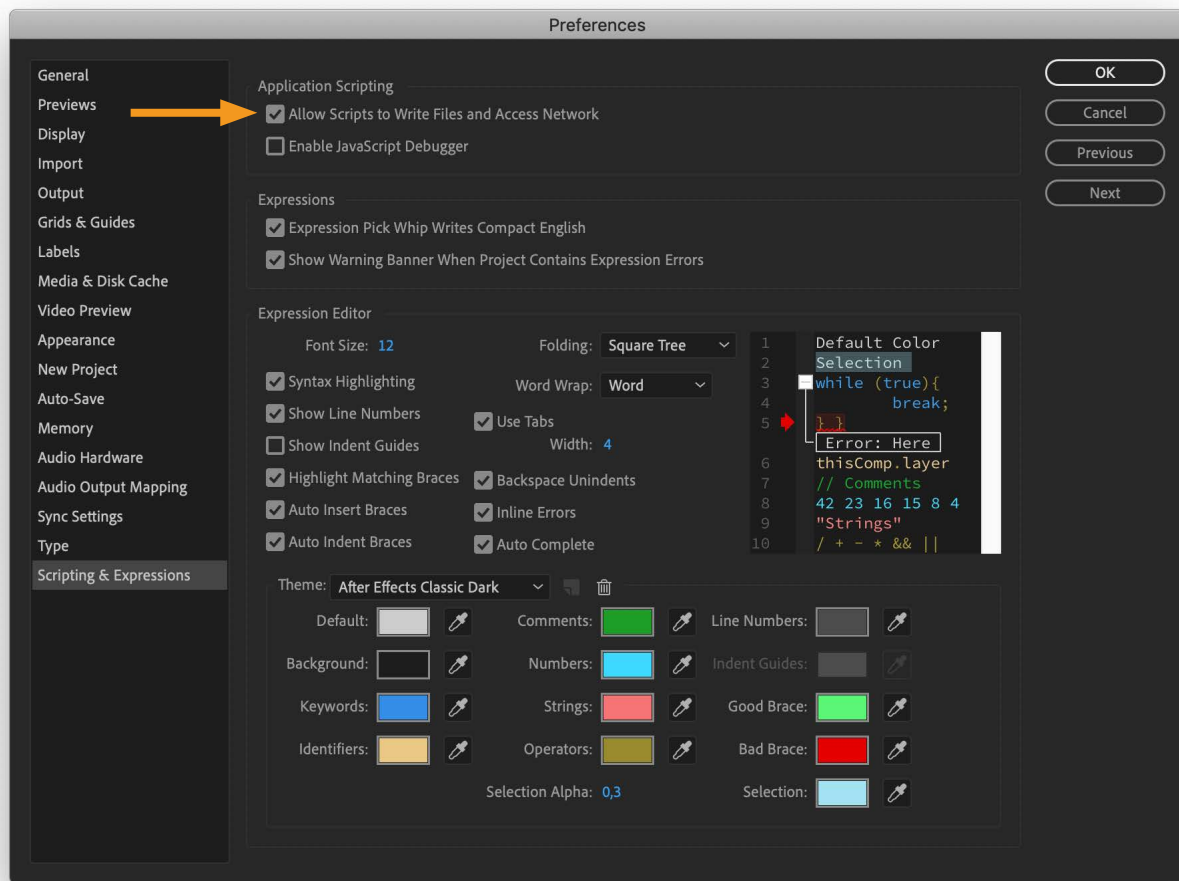 Preferences
General
Previews
Display
Import
Output
Grids & Guides
Labels
Media & Disk Cache
Video Preview
Appearance
New Project
Auto-Save
Memory
Audio Hardware
Audio Output Mapping
Sync Settings
Type
Scripting & Expressions
Application Scripting
Allow Scripts to Write Files and Access Network
Enable JavaScript Debugger
Expressions
Expression Pick Whip Writes Compact English
Show Warning Banner When Project Contains Expression Errors
Expression Editor
Font Size: 12
Folding: Square Tree
Syntax Highlighting
Word Wrap: Word
Show Line Numbers
Use Tabs
Show Indent Guides
Width: 4
Highlight Matching Braces
Backspace Unindents
Auto Insert Braces
Inline Errors
Auto Indent Braces
Auto Complete
1 Default Color
2 Selection
3 while (true){
4 break;
5 } }
Error: Here
6 thisComp.layer
7 // Comments
8 42 23 16 15 8 4
9 "Strings"
10 / + - * && ||
Theme: After Effects Classic Dark
Default: Comments: Line Numbers:
Background: Numbers: Indent Guides:
Keywords: Strings: Good Brace:
Identifiers: Operators: Bad Brace:
Selection Alpha: 0,3 Selection:
OK
Cancel
Previous
Next